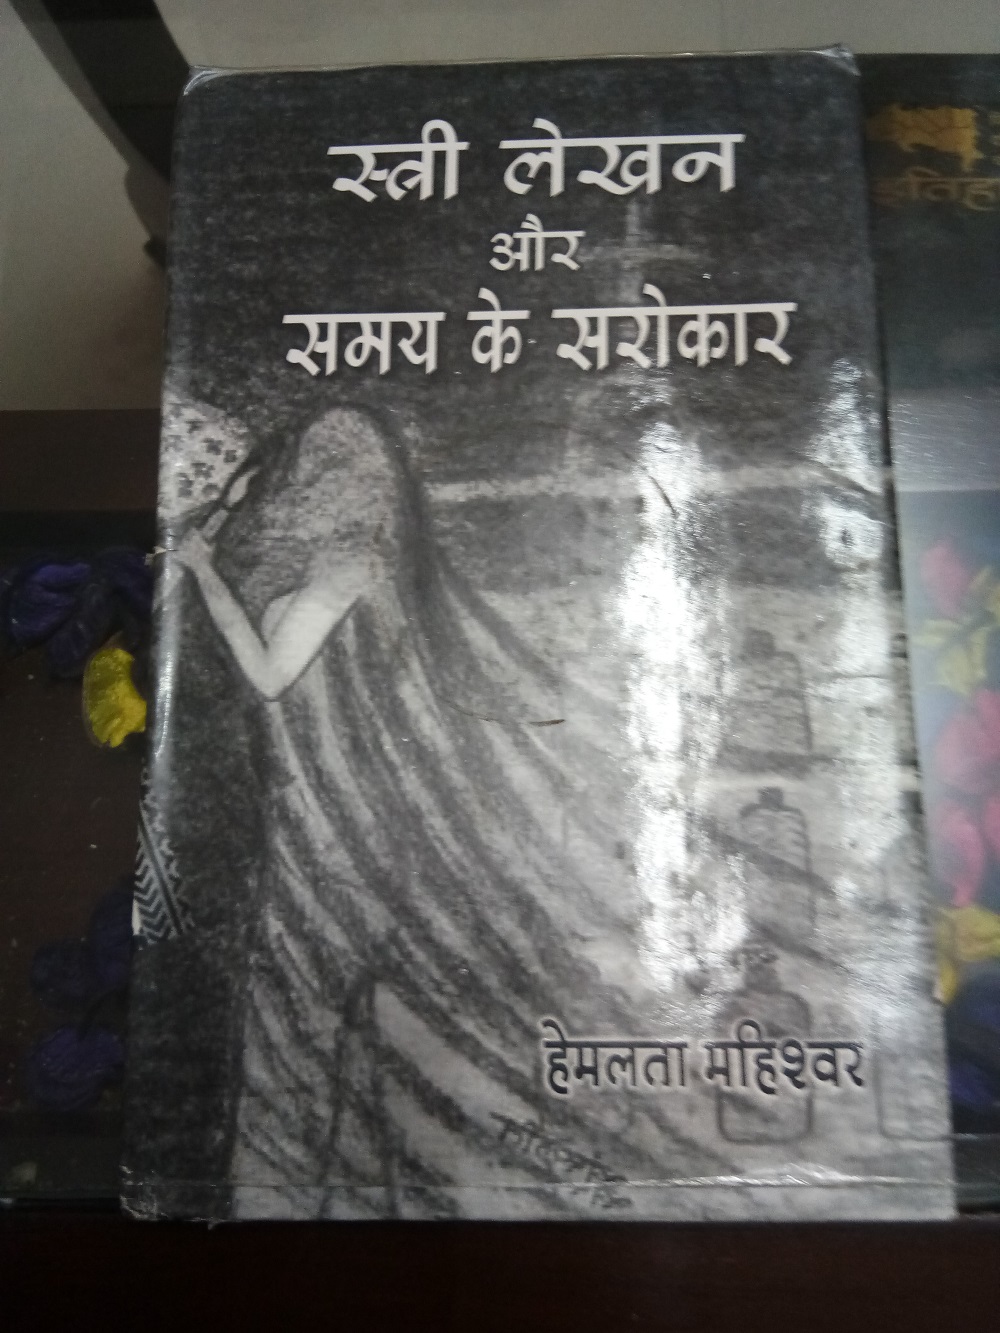 स्त्री लेखन
और
समय के सरोकार
हेमलता महिश्वर